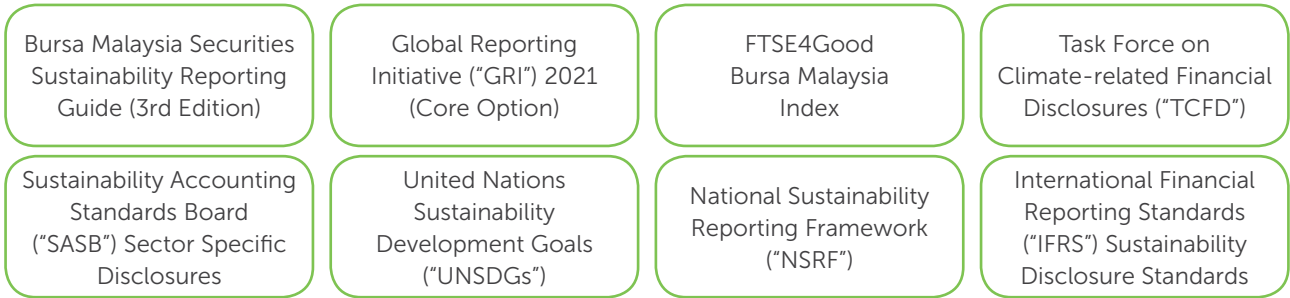 Bursa Malaysia Securities
Sustainability Reporting
Guide (3rd Edition)
Global Reporting
Initiative ("GRI") 2021
(Core Option)
FTSE4Good
Bursa Malaysia
Index
Task Force on
Climate-related Financial
Disclosures ("TCFD")
Sustainability Accounting
Standards Board
("SASB") Sector Specific
Disclosures
United Nations
Sustainability
Development Goals
("UNSDGs")
National Sustainability
Reporting Framework
("NSRF")
International Financial
Reporting Standards
("IFRS") Sustainability
Disclosure Standards